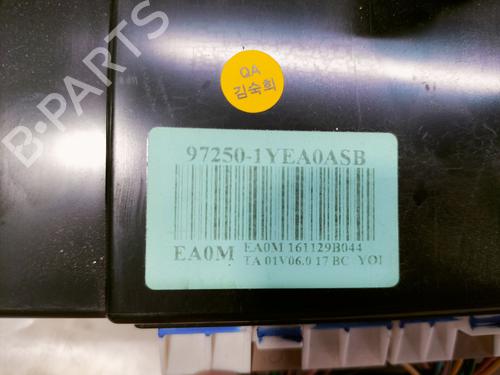 B-PARTS
QA
김숙희
97250-1YEA0ASB
EA0M
EA0M 161129B044
TA 01V06.0 17 BC YOI